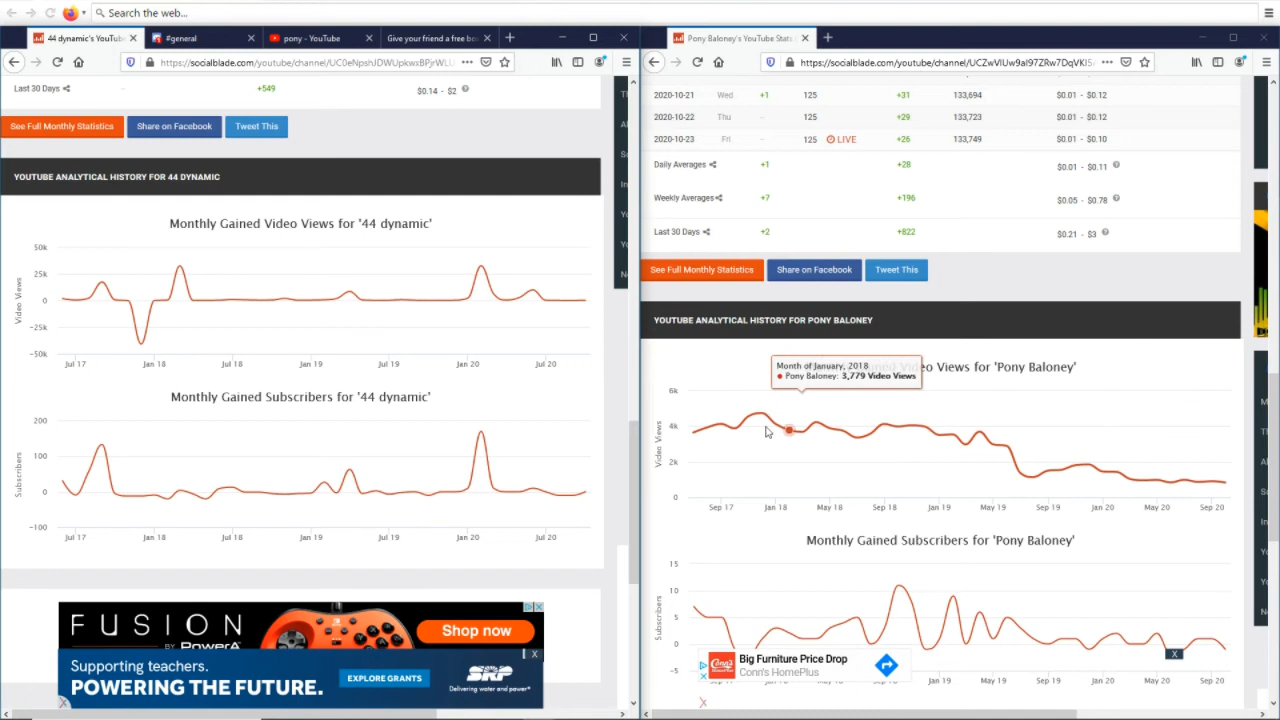 Search the web...
44 dynamic's YouTub
#general
pony - YouTube
Give your friend a free bo
https://socialblade.com/youtube/channel/UC0eNpshJDWUpkwxBPjrWLU
Last 30 Days
--
+549
$0.14 - $2
See Full Monthly Statistics
Share on Facebook
Tweet This
YOUTUBE ANALYTICAL HISTORY FOR 44 DYNAMIC
Monthly Gained Video Views for '44 dynamic'
Video Views
50k
25k
0
-25k
-50k
Jul 17
Jan 18
Jul 18
Jan 19
Jul 19
Jan 20
Jul 20
Monthly Gained Subscribers for '44 dynamic'
Subscribers
200
100
0
-100
Jul 17
Jan 18
Jul 18
Jan 19
Jul 19
Jan 20
Jul 20
FUSION
BY PowerA
Shop now
Supporting teachers.
POWERING THE FUTURE.
EXPLORE GRANTS
SRP
Delivering water and power®
Pony Baloney's YouTube Stats
2020-10-21 Wed +1 125 +31 133,694 $0.01 - $0.12
2020-10-22 Thu -- 125 +29 133,723 $0.01 - $0.12
2020-10-23 Fri -- 125 LIVE +26 133,749 $0.01 - $0.10
Daily Averages +1 +28 $0.01 - $0.11
Weekly Averages +7 +196 $0.05 - $0.78
Last 30 Days +2 +822 $0.21 - $3
See Full Monthly Statistics
Share on Facebook
Tweet This
YOUTUBE ANALYTICAL HISTORY FOR PONY BALONEY
Month of January, 2018
Pony Baloney: 3,779 Video Views
Video Views for 'Pony Baloney'
Video Views
6k
4k
2k
0
Sep 17
Jan 18
May 18
Sep 18
Jan 19
May 19
Sep 19
Jan 20
May 20
Sep 20
Monthly Gained Subscribers for 'Pony Baloney'
Subscribers
15
10
5
0
-5
Big Furniture Price Drop
Conn's HomePlus
Conn's
Jan 19
May 19
Sep 19
Jan 20
May 20
Sep 20